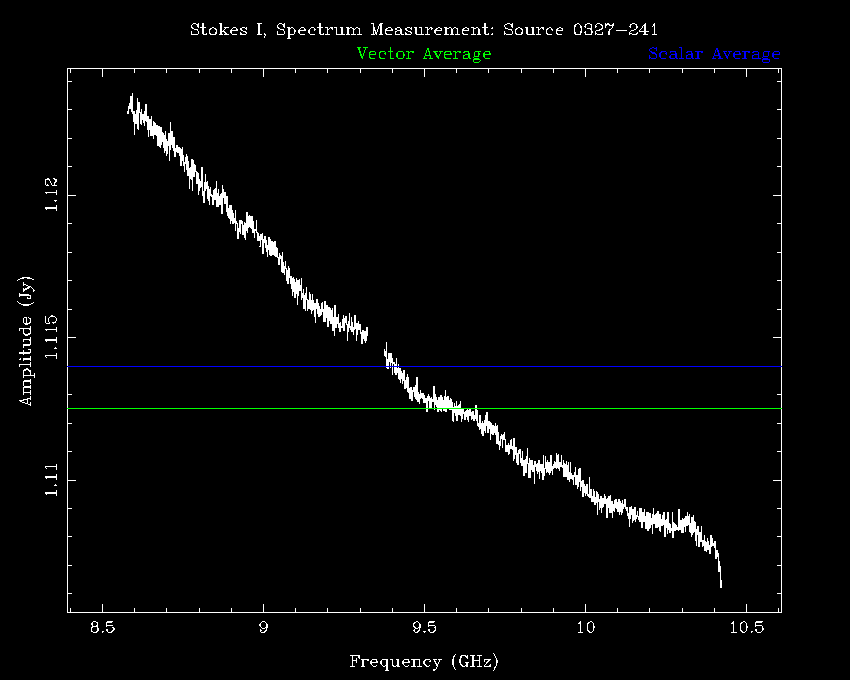 Stokes I, Spectrum Measurement: Source 0327−241
Vector Average
Scalar Average
1.12
1.115
1.11
Amplitude (Jy)
8.5
9
9.5
10
10.5
Frequency (GHz)